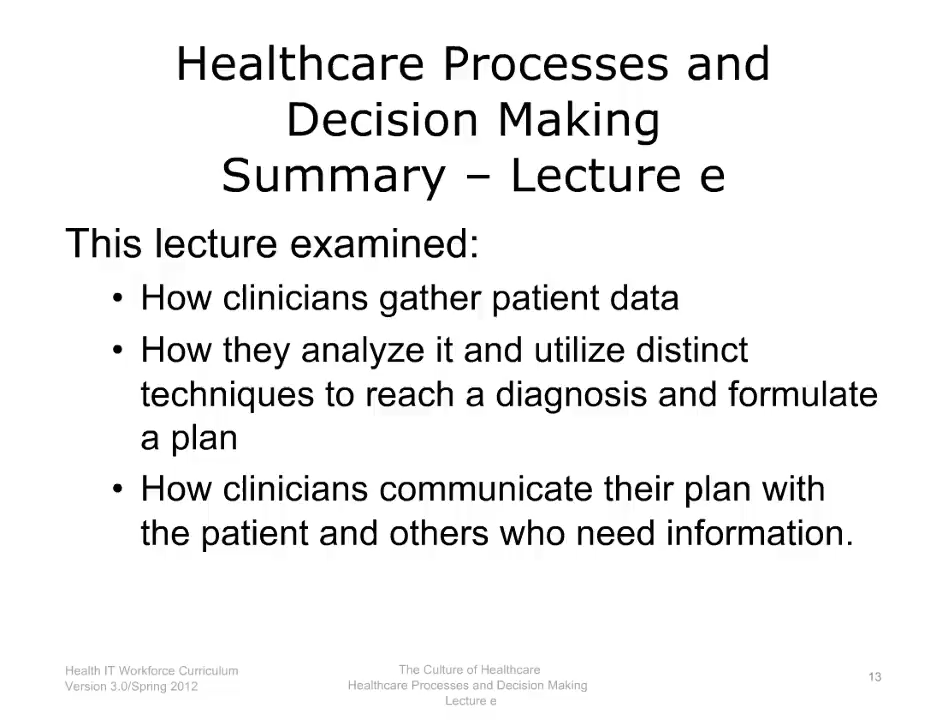 Healthcare Processes and
Decision Making
Summary – Lecture e
This lecture examined:
• How clinicians gather patient data
• How they analyze it and utilize distinct
techniques to reach a diagnosis and formulate
a plan
• How clinicians communicate their plan with
the patient and others who need information.
Health IT Workforce Curriculum
Version 3.0/Spring 2012
The Culture of Healthcare
Healthcare Processes and Decision Making
Lecture e
13